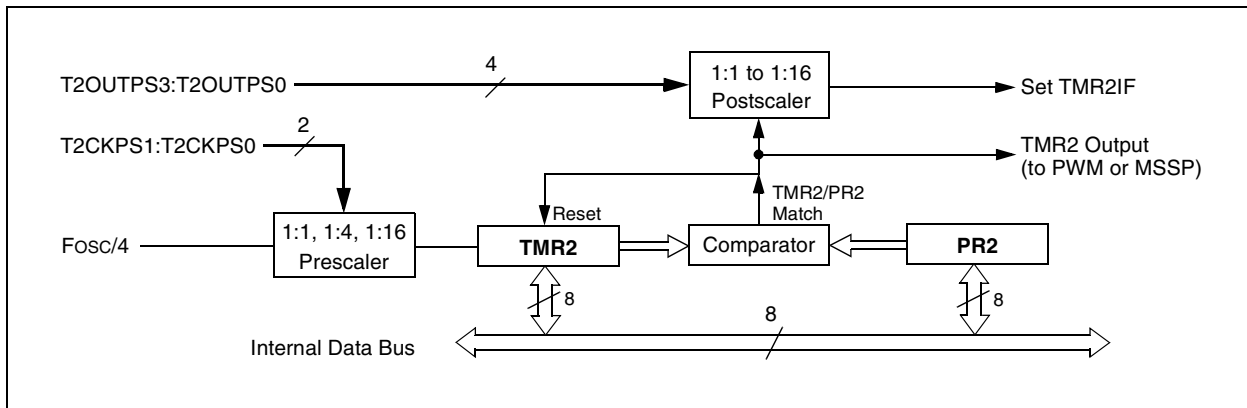 4
1:1 to 1:16
Postscaler
T2OUTPS3:T2OUTPS0
Set TMR2IF
2
T2CKPS1:T2CKPS0
TMR2 Output
(to PWM or MSSP)
TMR2/PR2
Match
Reset
1:1, 1:4, 1:16
Prescaler
FOSC/4
TMR2
Comparator
PR2
8
8
8
Internal Data Bus